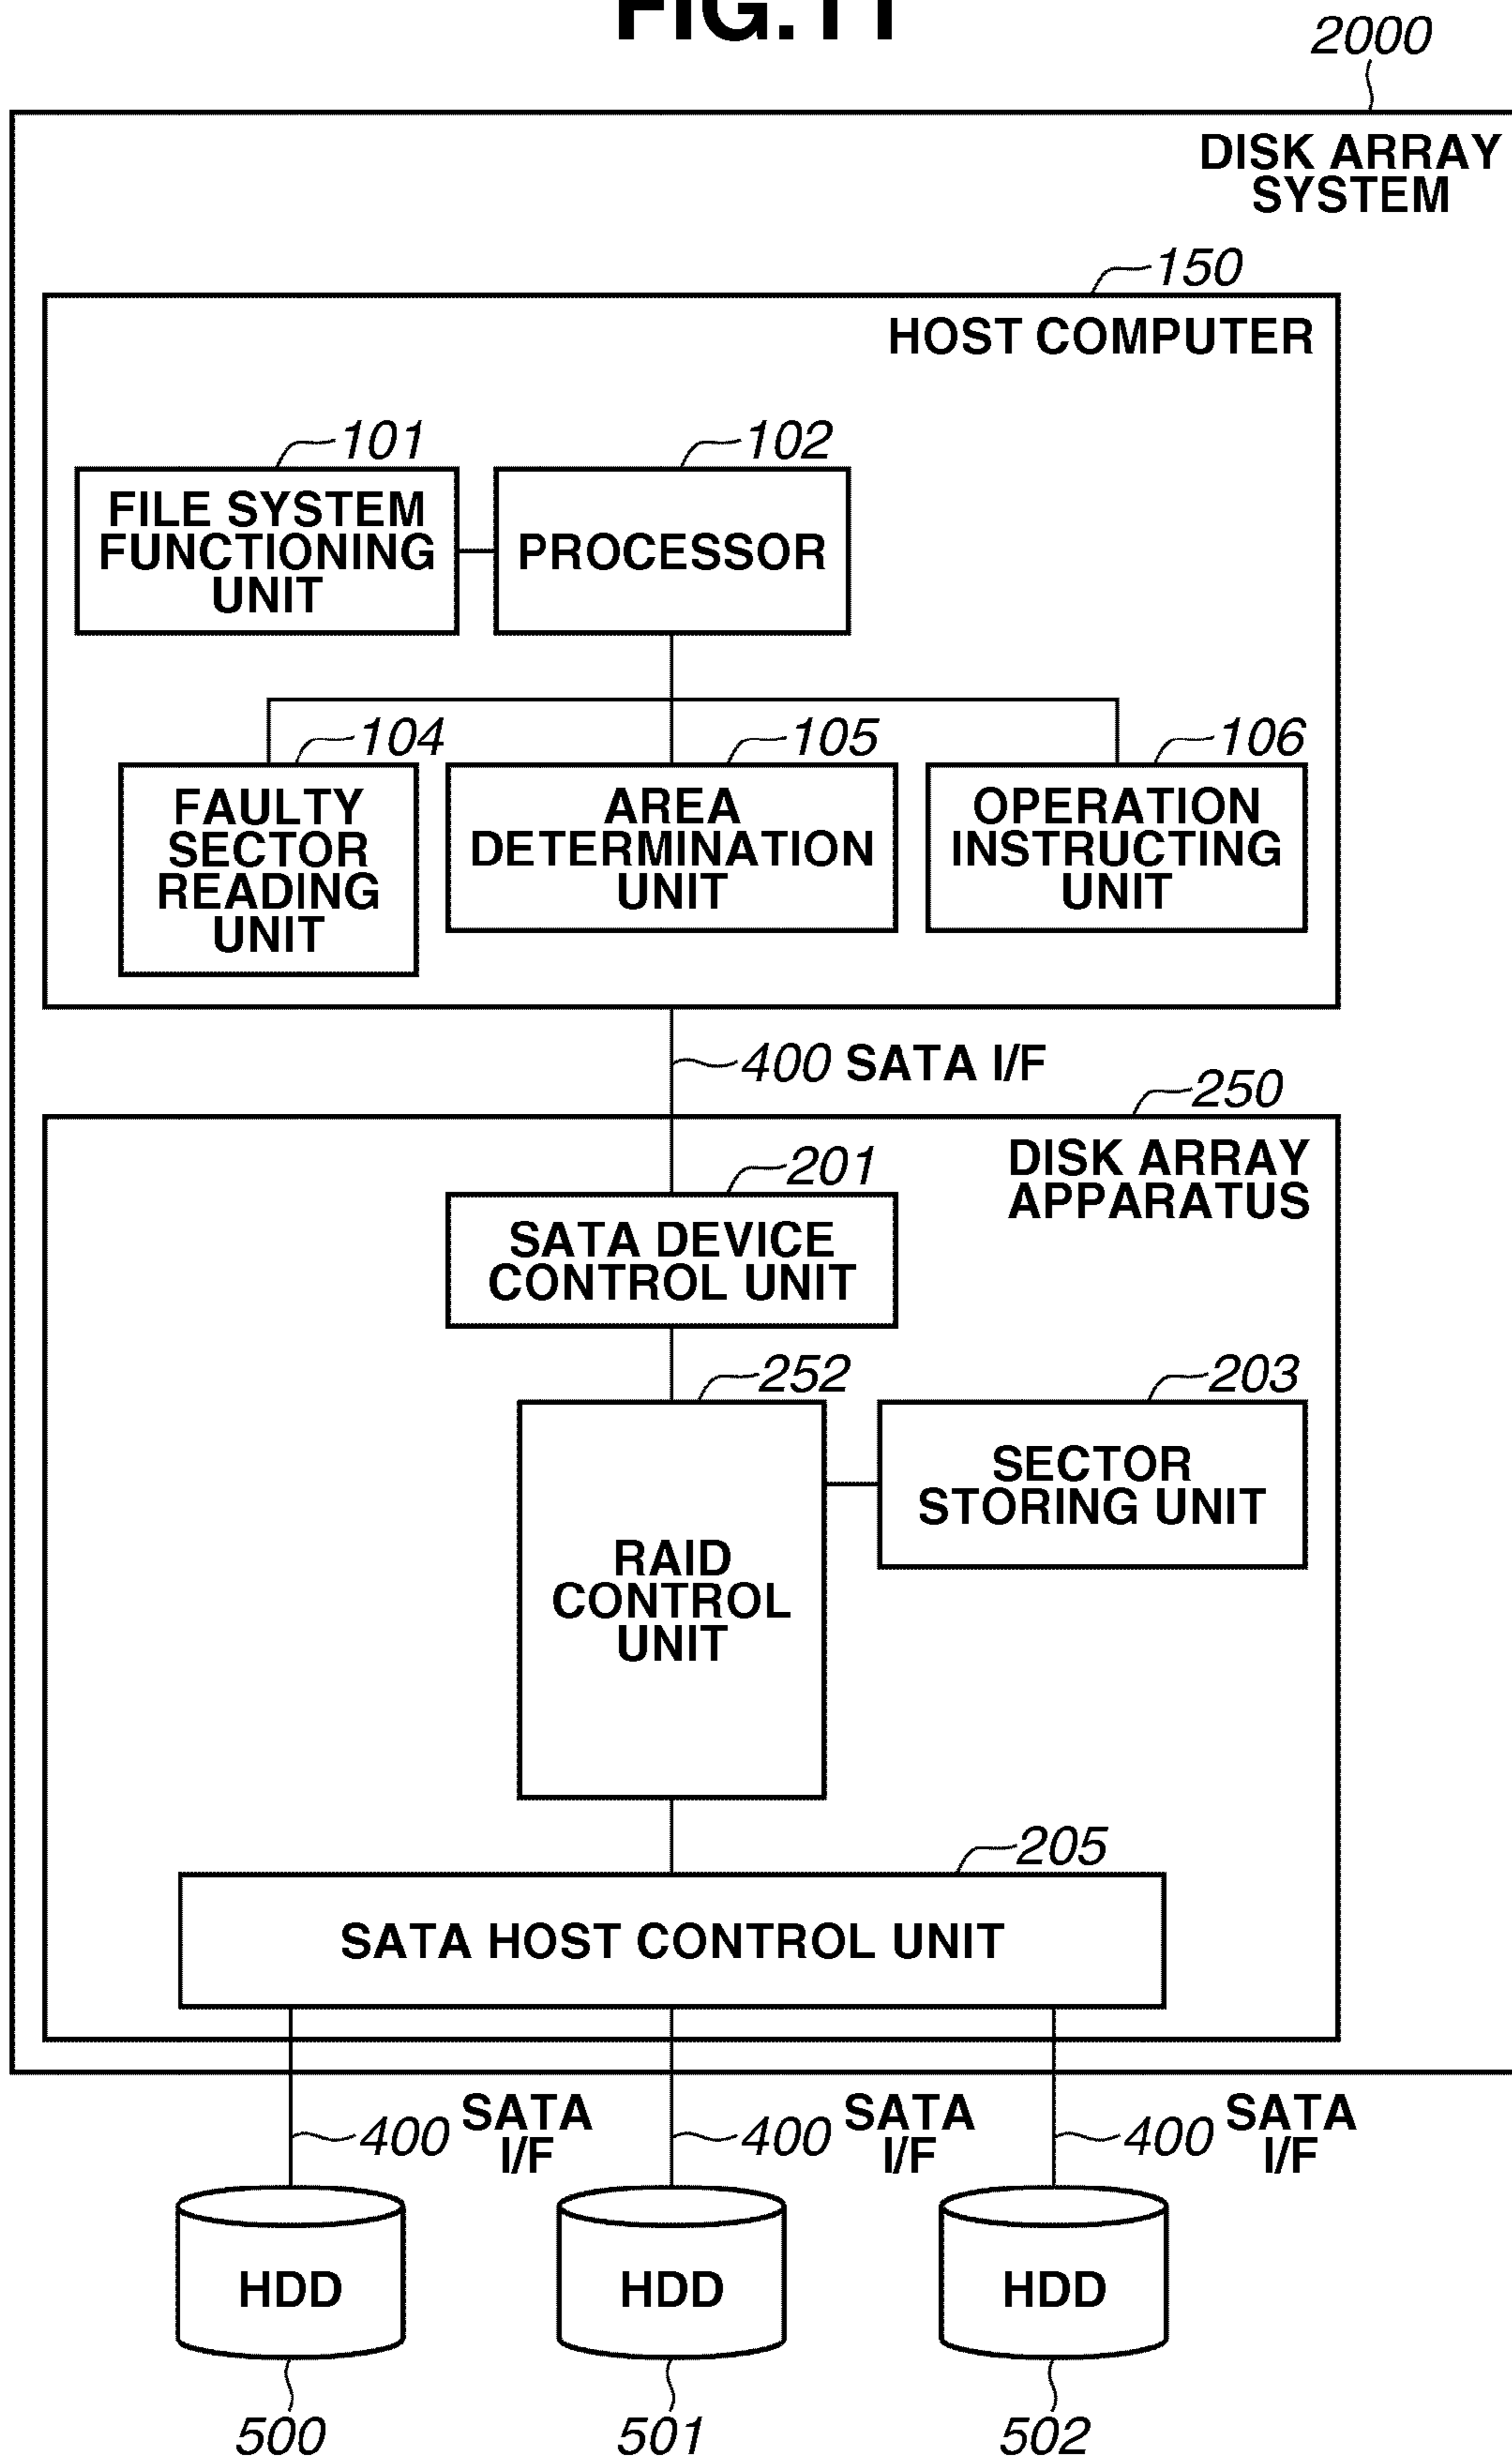 FIG.11
2000
DISK ARRAY
SYSTEM
150
HOST COMPUTER
101
102
FILE SYSTEM
FUNCTIONING
UNIT
PROCESSOR
104
105
106
FAULTY
SECTOR
READING
UNIT
AREA
DETERMINATION
UNIT
OPERATION
INSTRUCTING
UNIT
400 SATA I/F
250
DISK ARRAY
APPARATUS
201
SATA DEVICE
CONTROL UNIT
252
203
RAID
CONTROL
UNIT
SECTOR
STORING UNIT
205
SATA HOST CONTROL UNIT
400 SATA
I/F
400 SATA
I/F
400 SATA
I/F
HDD
HDD
HDD
500
501
502